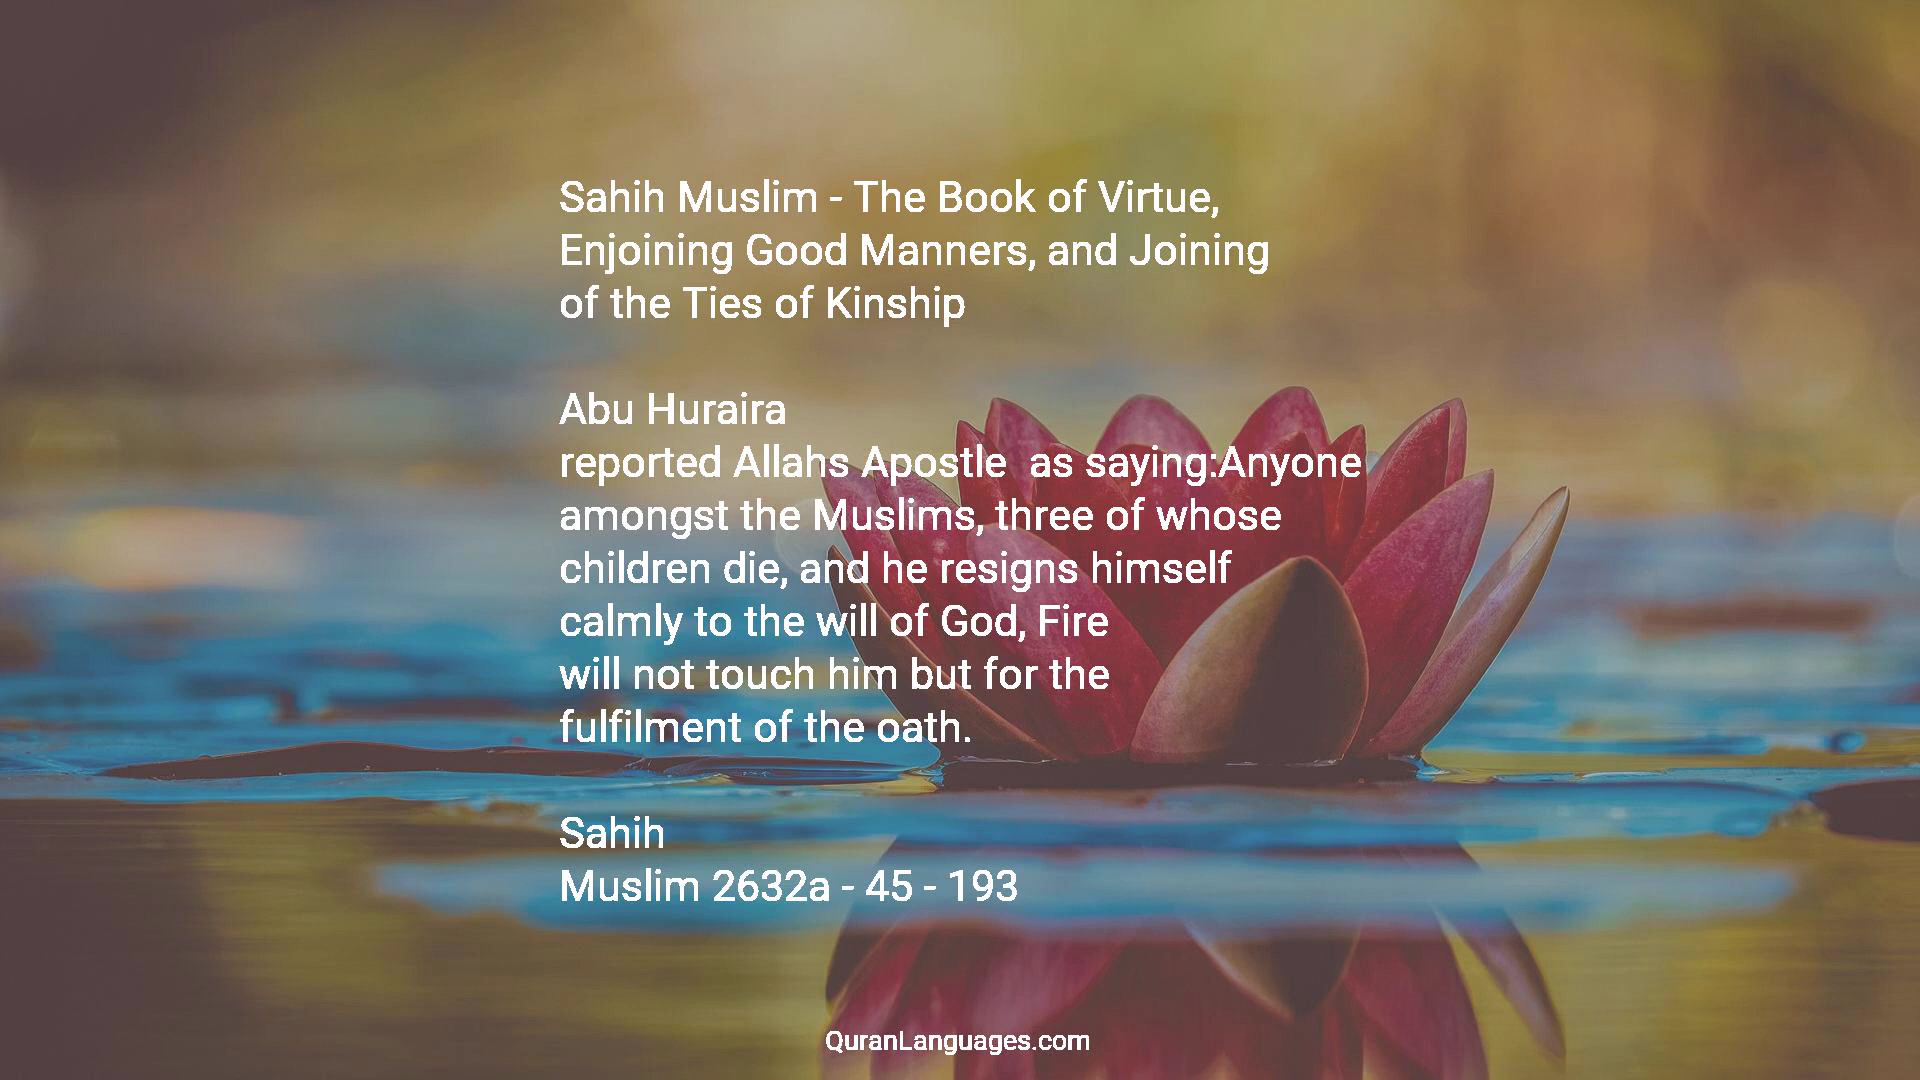 Sahih Muslim - The Book of Virtue,
Enjoining Good Manners, and Joining
of the Ties of Kinship
Abu Huraira
reported Allahs Apostle  as saying:Anyone
amongst the Muslims, three of whose
children die, and he resigns himself
calmly to the will of God, Fire
will not touch him but for the
fulfilment of the oath.
Sahih
Muslim 2632a - 45 - 193
QuranLanguages.com